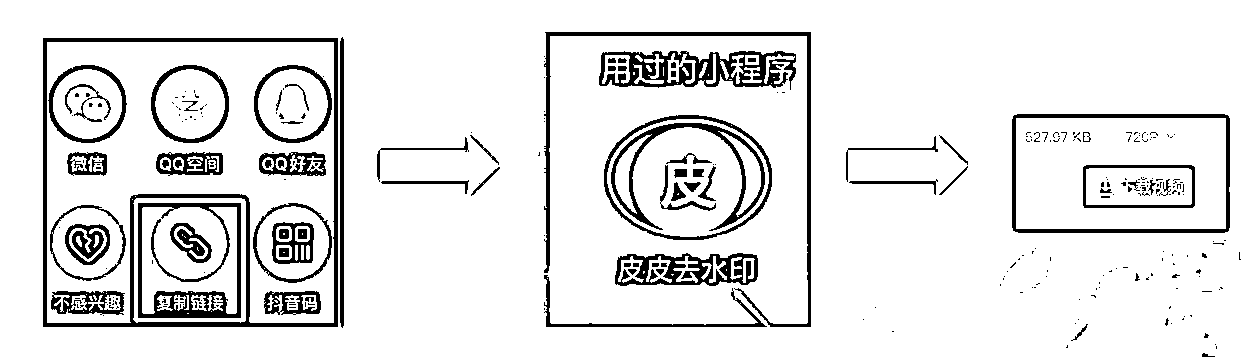 微信 QQ空间 QQ好友
不感兴趣 复制链接 抖音码
用过的小程序
皮
皮皮去水印
627.97 KB 720P
下载视频